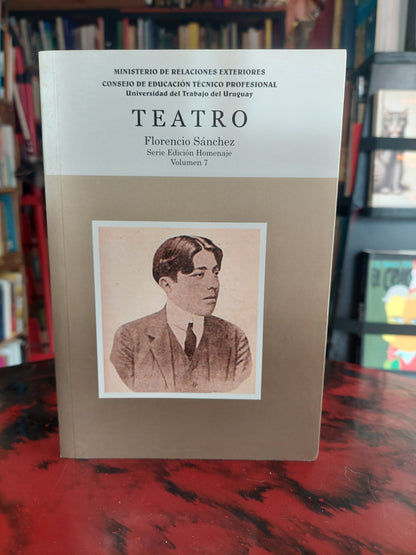 MINISTERIO DE RELACIONES EXTERIORES
CONSEJO DE EDUCACIÓN TÉCNICO PROFESIONAL
Universidad del Trabajo del Uruguay
TEATRO
Florencio Sánchez
Serie Edición Homenaje
Volumen 7